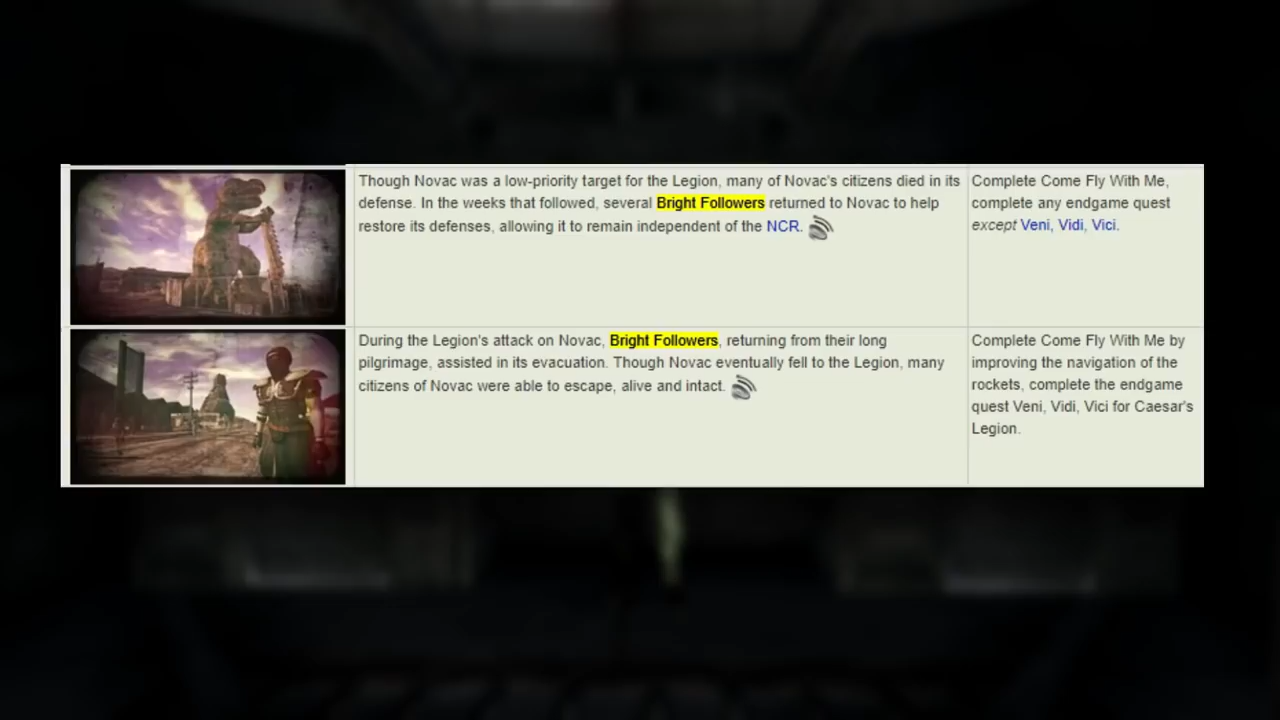 Though Novac was a low-priority target for the Legion, many of Novac's citizens died in its
defense. In the weeks that followed, several Bright Followers returned to Novac to help
restore its defenses, allowing it to remain independent of the NCR.
Complete Come Fly With Me,
complete any endgame quest
except Veni, Vidi, Vici.
During the Legion's attack on Novac, Bright Followers, returning from their long
pilgrimage, assisted in its evacuation. Though Novac eventually fell to the Legion, many
citizens of Novac were able to escape, alive and intact.
Complete Come Fly With Me by
improving the navigation of the
rockets, complete the endgame
quest Veni, Vidi, Vici for Caesar's
Legion.